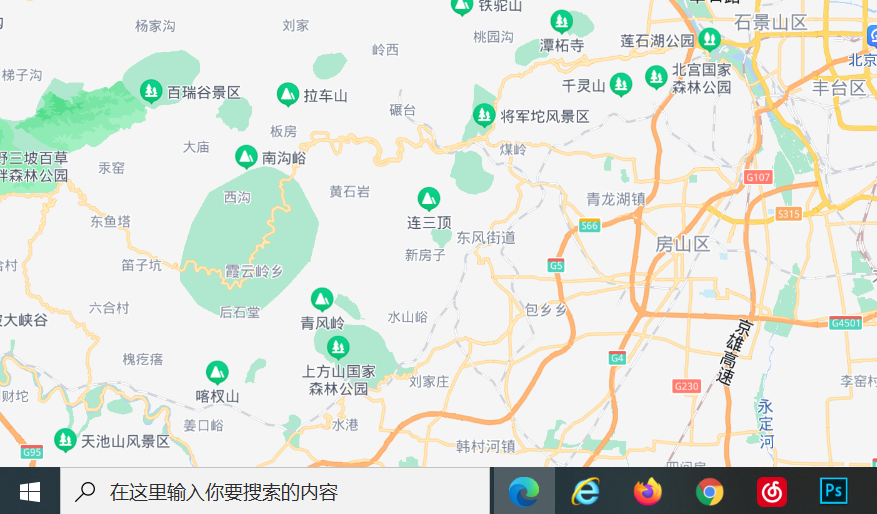 铁驼山
石景山区
杨家沟
刘家
桃园沟
潭柘寺
莲石湖公园
岭西
北京
梯子沟
百瑞谷景区
拉车山
千灵山
北宫国家
森林公园
丰台区
碾台
将军坨风景区
板房
大庙
南沟峪
煤岭
野三坡百草
畔森林公园
汞窑
黄石岩
G107
西沟
连三顶
青龙湖镇
S315
东鱼塔
S66
东风街道
房山区
新房子
笛子坑
霞云岭乡
G5
六合村
后石堂
青风岭
水山峪
包乡乡
大峡谷
G4501
京雄高速
槐疙瘩
G4
上方山国家
森林公园
刘家庄
喀杈山
G230
李窑村
财坨
姜口峪
水港
永定河
天池山风景区
韩村河镇
G95
在这里输入你要搜索的内容
Ps